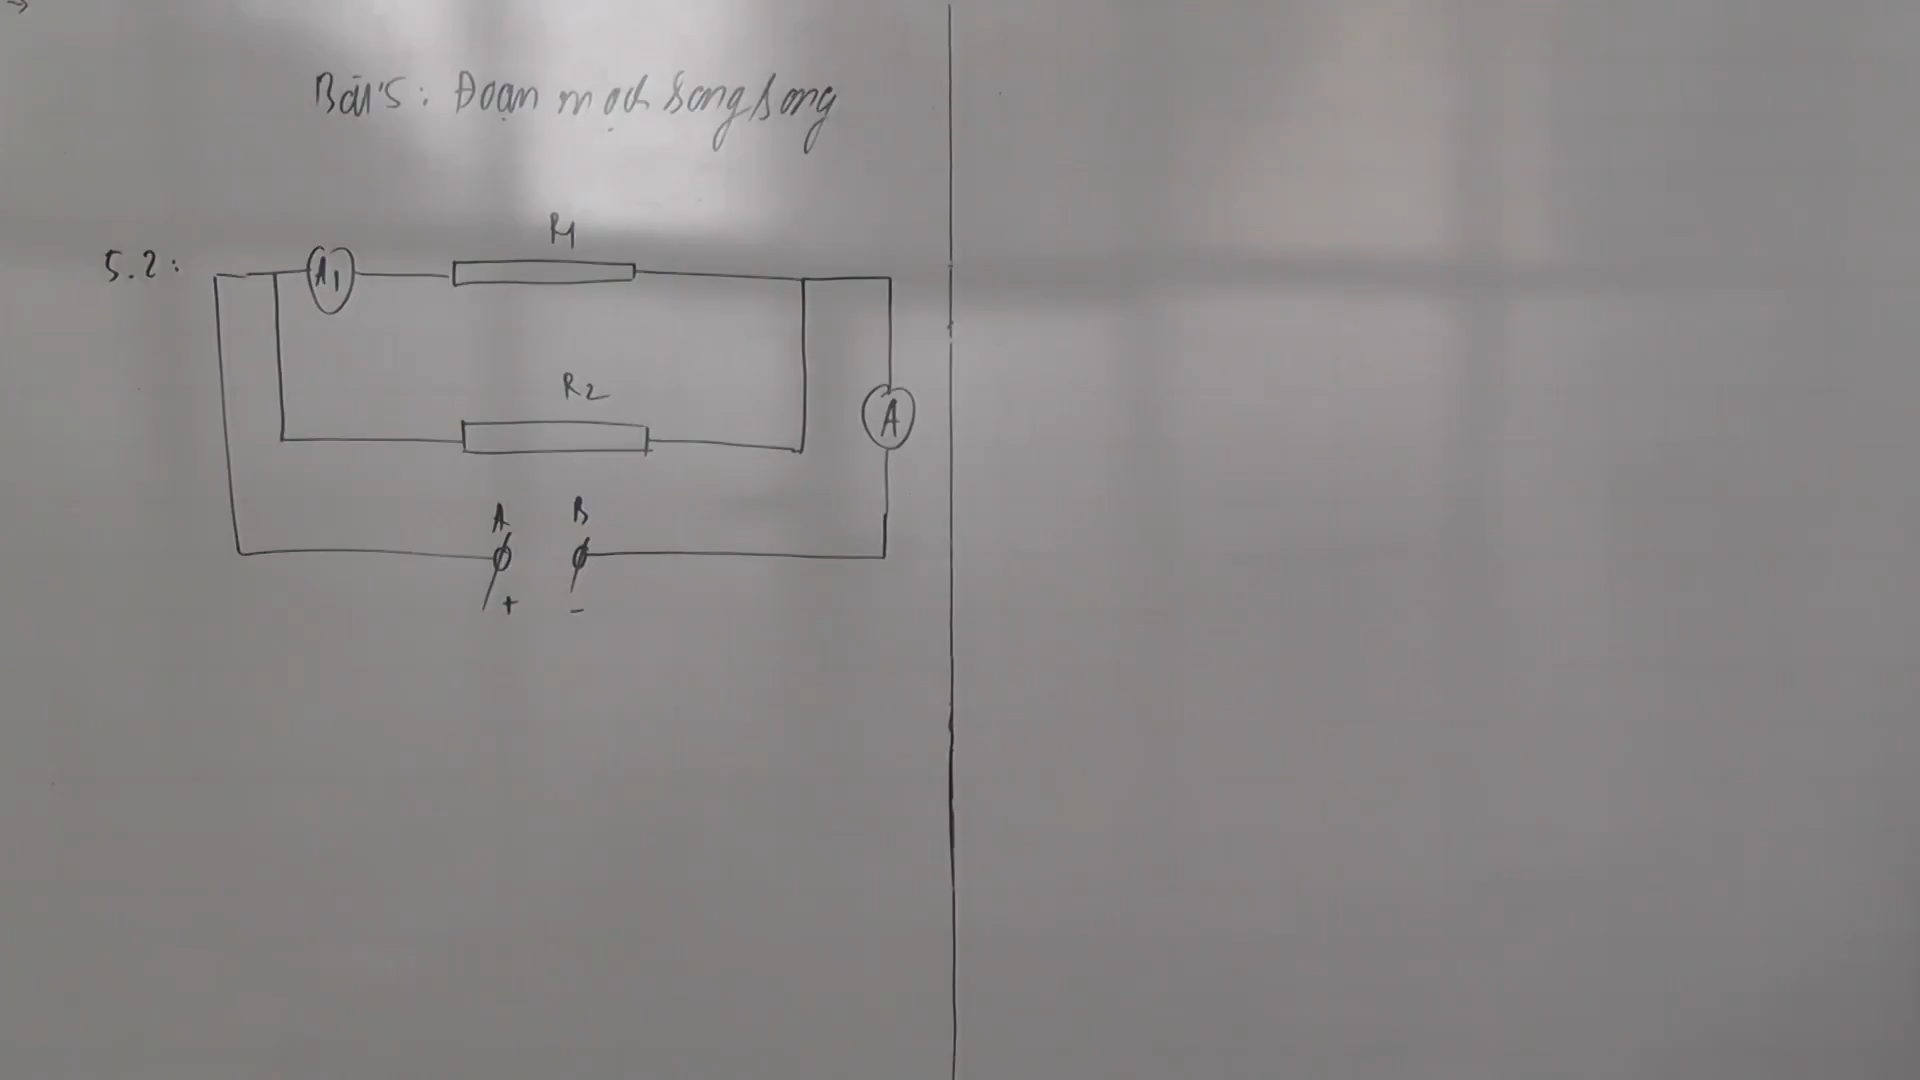 Bài 5: Đoạn mạch song song
5.2:
R1
A1
R2
A
A B
+ -